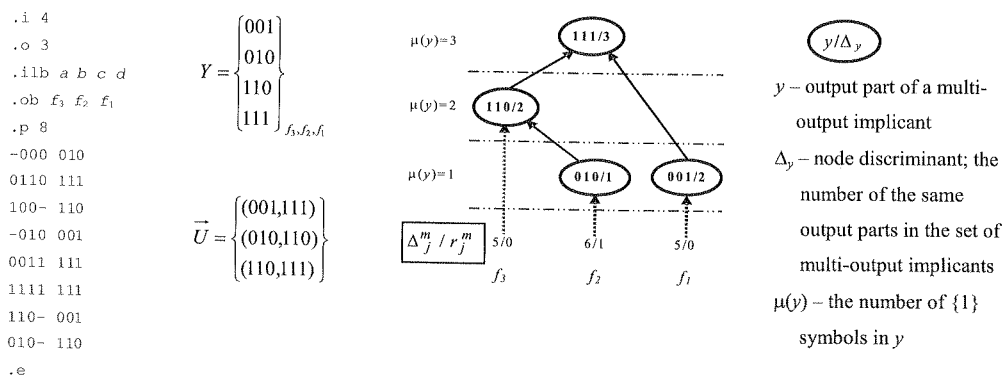 .i 4
.o 3
.ilb a b c d
.ob f₃ f₂ f₁
.p 8
-000 010
0110 111
100- 110
-010 001
0011 111
1111 111
110- 001
010- 110
.e
Y = {001
010
110
111} f₃,f₂,f₁
U⃗ = {(001,111)
(010,110)
(110,111)}
μ(y)=3
111/3
μ(y)=2
110/2
μ(y)=1
010/1
001/2
Δⱼᵐ / rⱼᵐ
5/0
6/1
5/0
f₃
f₂
f₁
y/Δ_y
y – output part of a multi-
output implicant
Δ_y – node discriminant; the
number of the same
output parts in the set of
multi-output implicants
μ(y) – the number of {1}
symbols in y